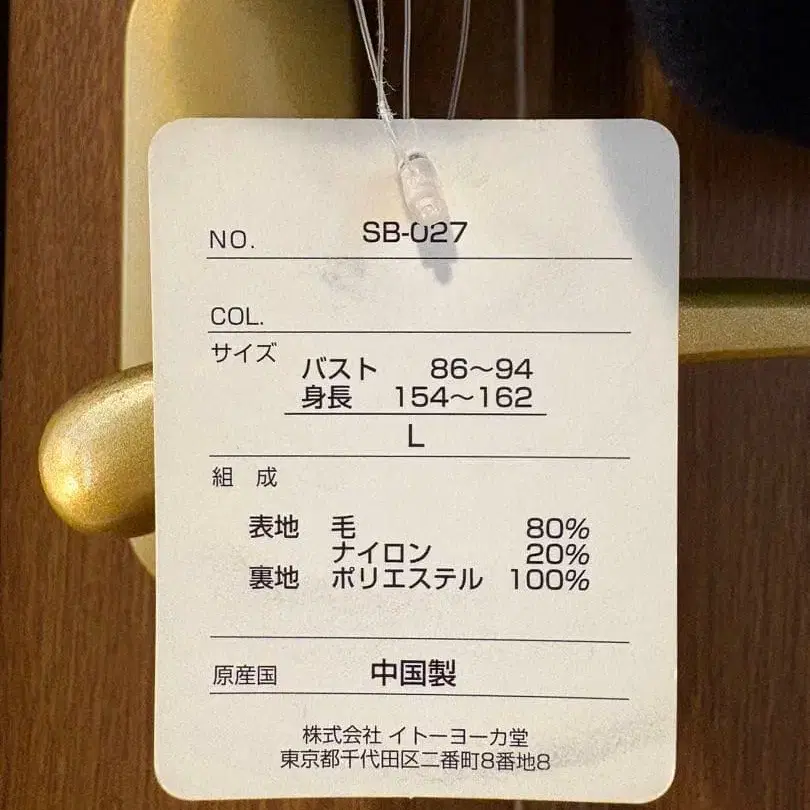 NO. SB-027
COL.
サイズ
バスト 86〜94
身長 154〜162
L
組 成
表地 毛 80%
ナイロン 20%
裏地 ポリエステル 100%
原産国 中国製
株式会社 イトーヨーカ堂
東京都千代田区二番町8番地8